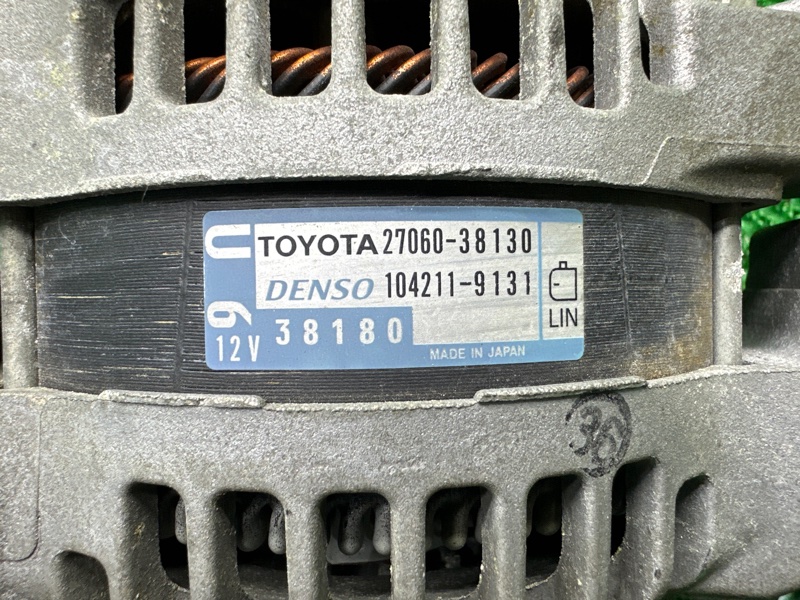 TOYOTA 27060-38130
DENSO 104211-9131
38180
12V
MADE IN JAPAN
LIN